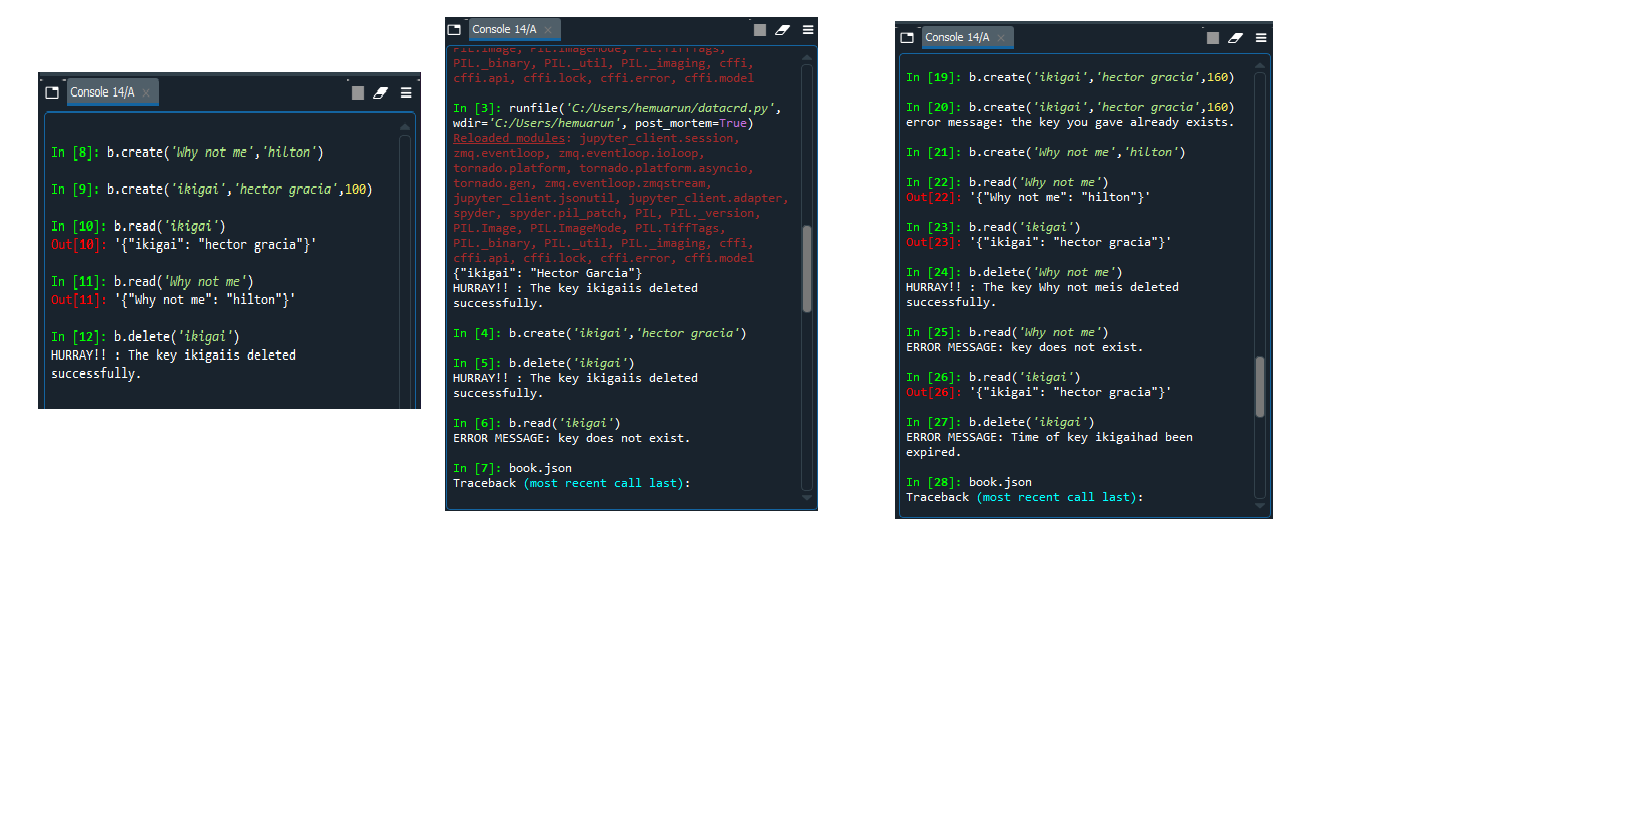 Console 14/A
In [8]: b.create('Why not me','hilton')
In [9]: b.create('ikigai','hector gracia',100)
In [10]: b.read('ikigai')
Out[10]: '{"ikigai": "hector gracia"}'
In [11]: b.read('Why not me')
Out[11]: '{"Why not me": "hilton"}'
In [12]: b.delete('ikigai')
HURRAY!! : The key ikigaiis deleted
successfully.
Console 14/A
PIL.Image, PIL.ImageMode, PIL.TiffTags,
PIL._binary, PIL._util, PIL._imaging, cffi,
cffi.api, cffi.lock, cffi.error, cffi.model
In [3]: runfile('C:/Users/hemuarun/datacrd.py',
wdir='C:/Users/hemuarun', post_mortem=True)
Reloaded modules: jupyter_client.session,
zmq.eventloop, zmq.eventloop.ioloop,
tornado.platform, tornado.platform.asyncio,
tornado.gen, zmq.eventloop.zmqstream,
jupyter_client.jsonutil, jupyter_client.adapter,
spyder, spyder.pil_patch, PIL, PIL._version,
PIL.Image, PIL.ImageMode, PIL.TiffTags,
PIL._binary, PIL._util, PIL._imaging, cffi,
cffi.api, cffi.lock, cffi.error, cffi.model
{"ikigai": "Hector Garcia"}
HURRAY!! : The key ikigaiis deleted
successfully.
In [4]: b.create('ikigai','hector gracia')
In [5]: b.delete('ikigai')
HURRAY!! : The key ikigaiis deleted
successfully.
In [6]: b.read('ikigai')
ERROR MESSAGE: key does not exist.
In [7]: book.json
Traceback (most recent call last):
Console 14/A
In [19]: b.create('ikigai','hector gracia',160)
In [20]: b.create('ikigai','hector gracia',160)
error message: the key you gave already exists.
In [21]: b.create('Why not me','hilton')
In [22]: b.read('Why not me')
Out[22]: '{"Why not me": "hilton"}'
In [23]: b.read('ikigai')
Out[23]: '{"ikigai": "hector gracia"}'
In [24]: b.delete('Why not me')
HURRAY!! : The key Why not meis deleted
successfully.
In [25]: b.read('Why not me')
ERROR MESSAGE: key does not exist.
In [26]: b.read('ikigai')
Out[26]: '{"ikigai": "hector gracia"}'
In [27]: b.delete('ikigai')
ERROR MESSAGE: Time of key ikigaihad been
expired.
In [28]: book.json
Traceback (most recent call last):